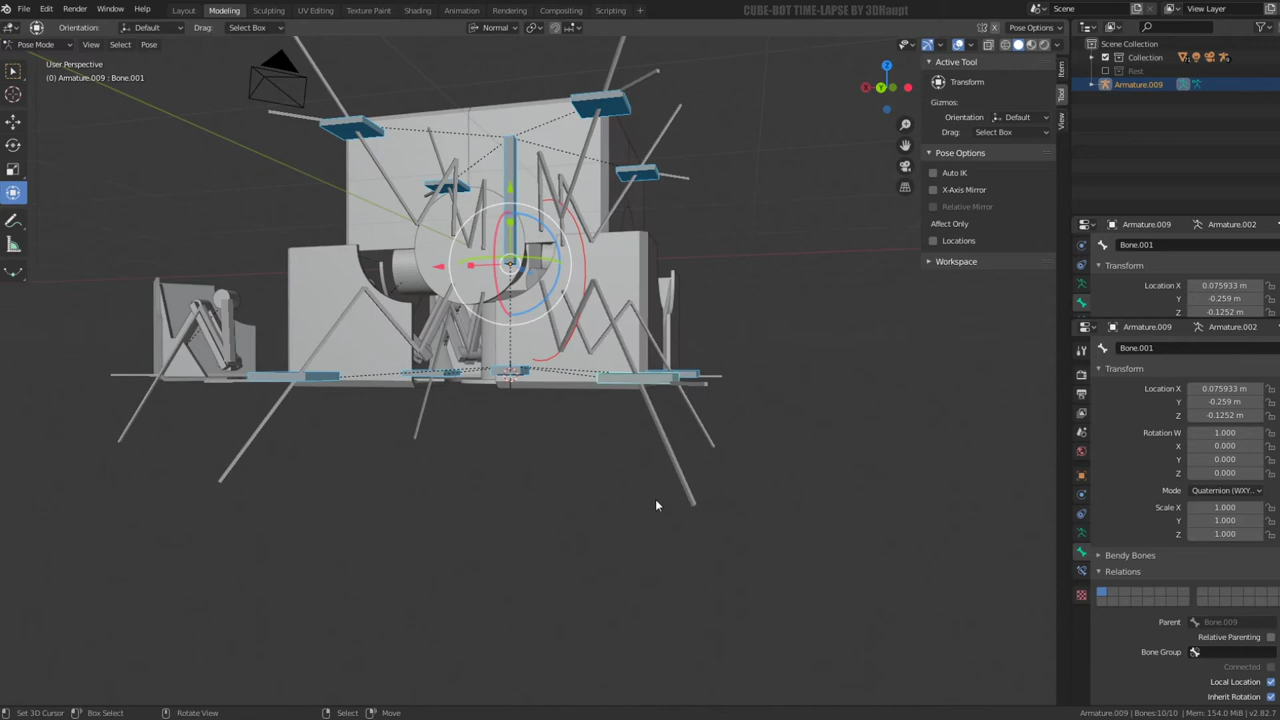 File Edit Render Window Help
Layout Modeling Sculpting UV Editing Texture Paint Shading Animation Rendering Compositing Scripting +
CUBE-BOT TIME-LAPSE BY 3DHaupt
Scene
View Layer
Orientation: Default Drag: Select Box
Normal
Pose Options
Pose Mode View Select Pose
User Perspective
(0) Armature.009 : Bone.001
Z
X
Y
Active Tool
Transform
Gizmos:
Orientation Default
Drag: Select Box
Pose Options
Auto IK
X-Axis Mirror
Relative Mirror
Affect Only
Locations
Workspace
Item
Tool
View
Scene Collection
Collection
Rest
Armature.009
Armature.009 Bone.001
Bone.001
Transform
Location X 0.075933 m
Y -0.259 m
Z -0.1252 m
Armature.009 Armature.002
Bone.001
Transform
Location X 0.075933 m
Y -0.259 m
Z -0.1252 m
Rotation W 1.000
X 0.000
Y 0.000
Z 0.000
Mode Quaternion (WXY...
Scale X 1.000
Y 1.000
Z 1.000
Bendy Bones
Relations
Parent Bone.009
Relative Parenting
Bone Group
Connected
Local Location
Inherit Rotation
Start 3D Cursor Box Select Rotate View Select Move
Armature.009 | Bones:10/10 | Mem: 154.0 MiB | v2.82.7